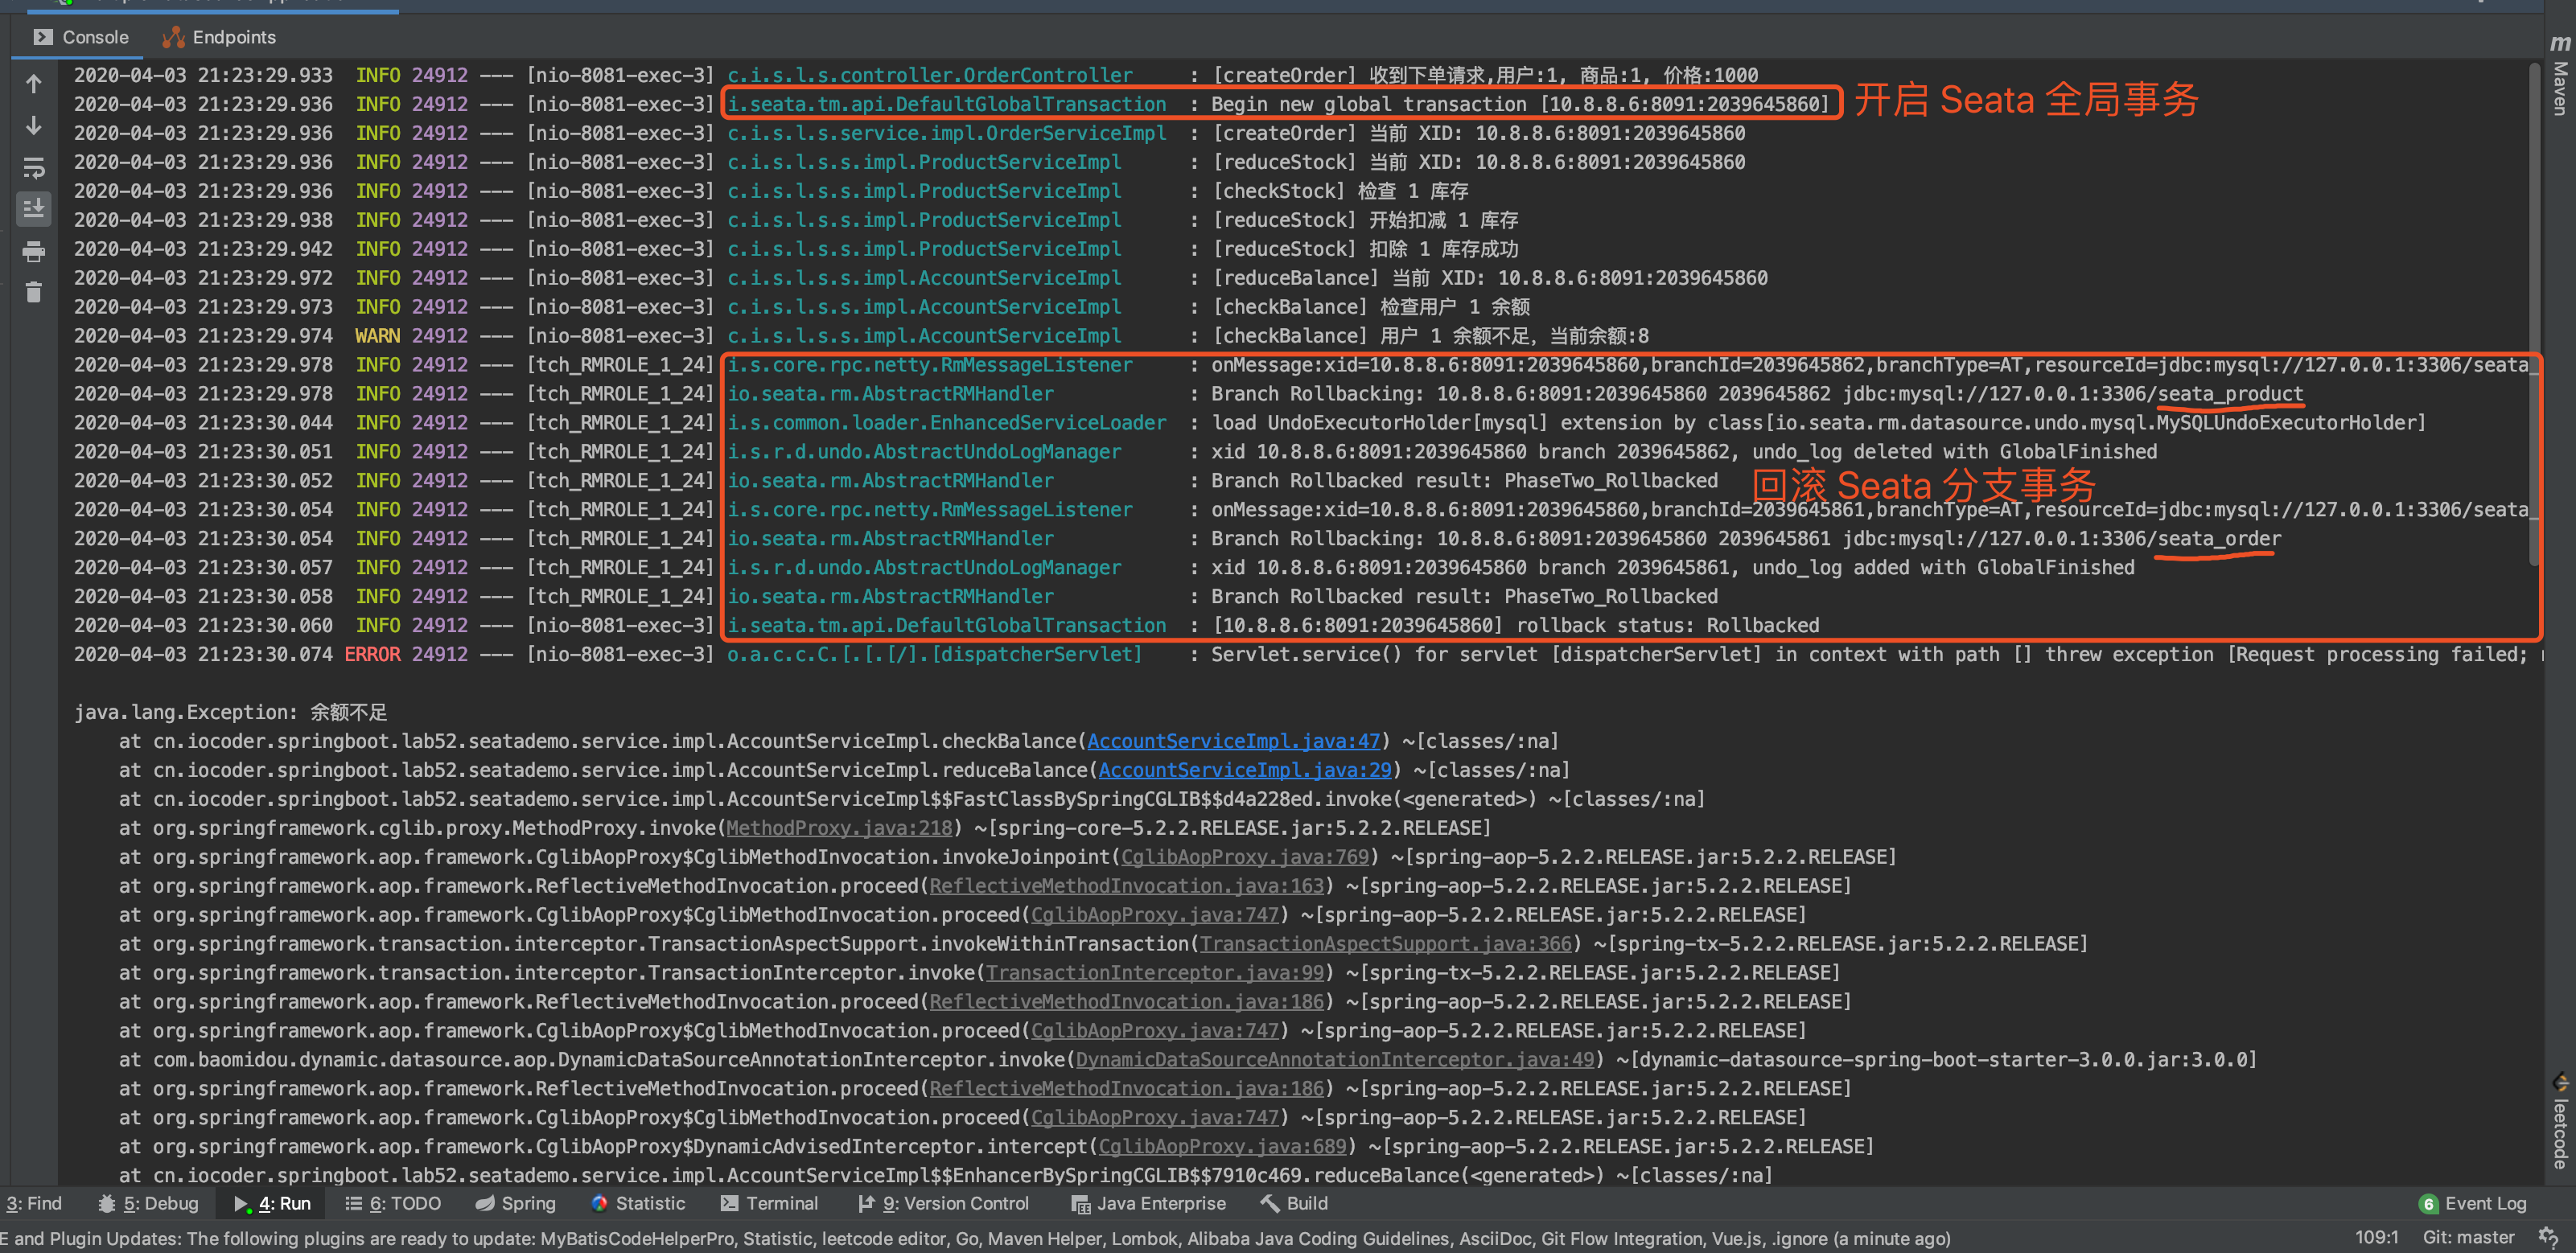 Console
Endpoints
2020-04-03 21:23:29.933 INFO 24912 --- [nio-8081-exec-3] c.i.s.l.s.controller.OrderController : [createOrder] 收到下单请求,用户:1, 商品:1, 价格:1000
2020-04-03 21:23:29.936 INFO 24912 --- [nio-8081-exec-3] i.seata.tm.api.DefaultGlobalTransaction : Begin new global transaction [10.8.8.6:8091:2039645860] 开启 Seata 全局事务
2020-04-03 21:23:29.936 INFO 24912 --- [nio-8081-exec-3] c.i.s.l.s.service.impl.OrderServiceImpl : [createOrder] 当前 XID: 10.8.8.6:8091:2039645860
2020-04-03 21:23:29.936 INFO 24912 --- [nio-8081-exec-3] c.i.s.l.s.s.impl.ProductServiceImpl : [reduceStock] 当前 XID: 10.8.8.6:8091:2039645860
2020-04-03 21:23:29.936 INFO 24912 --- [nio-8081-exec-3] c.i.s.l.s.s.impl.ProductServiceImpl : [checkStock] 检查 1 库存
2020-04-03 21:23:29.938 INFO 24912 --- [nio-8081-exec-3] c.i.s.l.s.s.impl.ProductServiceImpl : [reduceStock] 开始扣减 1 库存
2020-04-03 21:23:29.942 INFO 24912 --- [nio-8081-exec-3] c.i.s.l.s.s.impl.ProductServiceImpl : [reduceStock] 扣除 1 库存成功
2020-04-03 21:23:29.972 INFO 24912 --- [nio-8081-exec-3] c.i.s.l.s.s.impl.AccountServiceImpl : [reduceBalance] 当前 XID: 10.8.8.6:8091:2039645860
2020-04-03 21:23:29.973 INFO 24912 --- [nio-8081-exec-3] c.i.s.l.s.s.impl.AccountServiceImpl : [checkBalance] 检查用户 1 余额
2020-04-03 21:23:29.974 WARN 24912 --- [nio-8081-exec-3] c.i.s.l.s.s.impl.AccountServiceImpl : [checkBalance] 用户 1 余额不足，当前余额:8
2020-04-03 21:23:29.978 INFO 24912 --- [tch_RMROLE_1_24] i.s.core.rpc.netty.RmMessageListener : onMessage:xid=10.8.8.6:8091:2039645860,branchId=2039645862,branchType=AT,resourceId=jdbc:mysql://127.0.0.1:3306/seata_
2020-04-03 21:23:29.978 INFO 24912 --- [tch_RMROLE_1_24] io.seata.rm.AbstractRMHandler : Branch Rollbacking: 10.8.8.6:8091:2039645860 2039645862 jdbc:mysql://127.0.0.1:3306/seata_product
2020-04-03 21:23:30.044 INFO 24912 --- [tch_RMROLE_1_24] i.s.common.loader.EnhancedServiceLoader : load UndoExecutorHolder[mysql] extension by class[io.seata.rm.datasource.undo.mysql.MySQLUndoExecutorHolder]
2020-04-03 21:23:30.051 INFO 24912 --- [tch_RMROLE_1_24] i.s.r.d.undo.AbstractUndoLogManager : xid 10.8.8.6:8091:2039645860 branch 2039645862, undo_log deleted with GlobalFinished
2020-04-03 21:23:30.052 INFO 24912 --- [tch_RMROLE_1_24] io.seata.rm.AbstractRMHandler : Branch Rollbacked result: PhaseTwo_Rollbacked 回滚 Seata 分支事务
2020-04-03 21:23:30.054 INFO 24912 --- [tch_RMROLE_1_24] i.s.core.rpc.netty.RmMessageListener : onMessage:xid=10.8.8.6:8091:2039645860,branchId=2039645861,branchType=AT,resourceId=jdbc:mysql://127.0.0.1:3306/seata_
2020-04-03 21:23:30.054 INFO 24912 --- [tch_RMROLE_1_24] io.seata.rm.AbstractRMHandler : Branch Rollbacking: 10.8.8.6:8091:2039645860 2039645861 jdbc:mysql://127.0.0.1:3306/seata_order
2020-04-03 21:23:30.057 INFO 24912 --- [tch_RMROLE_1_24] i.s.r.d.undo.AbstractUndoLogManager : xid 10.8.8.6:8091:2039645860 branch 2039645861, undo_log added with GlobalFinished
2020-04-03 21:23:30.058 INFO 24912 --- [tch_RMROLE_1_24] io.seata.rm.AbstractRMHandler : Branch Rollbacked result: PhaseTwo_Rollbacked
2020-04-03 21:23:30.060 INFO 24912 --- [nio-8081-exec-3] i.seata.tm.api.DefaultGlobalTransaction : [10.8.8.6:8091:2039645860] rollback status: Rollbacked
2020-04-03 21:23:30.074 ERROR 24912 --- [nio-8081-exec-3] o.a.c.c.C.[.[.[/].[dispatcherServlet] : Servlet.service() for servlet [dispatcherServlet] in context with path [] threw exception [Request processing failed;
java.lang.Exception: 余额不足
at cn.iocoder.springboot.lab52.seatademo.service.impl.AccountServiceImpl.checkBalance(AccountServiceImpl.java:47) ~[classes/:na]
at cn.iocoder.springboot.lab52.seatademo.service.impl.AccountServiceImpl.reduceBalance(AccountServiceImpl.java:29) ~[classes/:na]
at cn.iocoder.springboot.lab52.seatademo.service.impl.AccountServiceImpl$$FastClassBySpringCGLIB$$d4a228ed.invoke(<generated>) ~[classes/:na]
at org.springframework.cglib.proxy.MethodProxy.invoke(MethodProxy.java:218) ~[spring-core-5.2.2.RELEASE.jar:5.2.2.RELEASE]
at org.springframework.aop.framework.CglibAopProxy$CglibMethodInvocation.invokeJoinpoint(CglibAopProxy.java:769) ~[spring-aop-5.2.2.RELEASE.jar:5.2.2.RELEASE]
at org.springframework.aop.framework.ReflectiveMethodInvocation.proceed(ReflectiveMethodInvocation.java:163) ~[spring-aop-5.2.2.RELEASE.jar:5.2.2.RELEASE]
at org.springframework.aop.framework.CglibAopProxy$CglibMethodInvocation.proceed(CglibAopProxy.java:747) ~[spring-aop-5.2.2.RELEASE.jar:5.2.2.RELEASE]
at org.springframework.transaction.interceptor.TransactionAspectSupport.invokeWithinTransaction(TransactionAspectSupport.java:366) ~[spring-tx-5.2.2.RELEASE.jar:5.2.2.RELEASE]
at org.springframework.transaction.interceptor.TransactionInterceptor.invoke(TransactionInterceptor.java:99) ~[spring-tx-5.2.2.RELEASE.jar:5.2.2.RELEASE]
at org.springframework.aop.framework.ReflectiveMethodInvocation.proceed(ReflectiveMethodInvocation.java:186) ~[spring-aop-5.2.2.RELEASE.jar:5.2.2.RELEASE]
at org.springframework.aop.framework.CglibAopProxy$CglibMethodInvocation.proceed(CglibAopProxy.java:747) ~[spring-aop-5.2.2.RELEASE.jar:5.2.2.RELEASE]
at com.baomidou.dynamic.datasource.aop.DynamicDataSourceAnnotationInterceptor.invoke(DynamicDataSourceAnnotationInterceptor.java:49) ~[dynamic-datasource-spring-boot-starter-3.0.0.jar:3.0.0]
at org.springframework.aop.framework.ReflectiveMethodInvocation.proceed(ReflectiveMethodInvocation.java:186) ~[spring-aop-5.2.2.RELEASE.jar:5.2.2.RELEASE]
at org.springframework.aop.framework.CglibAopProxy$CglibMethodInvocation.proceed(CglibAopProxy.java:747) ~[spring-aop-5.2.2.RELEASE.jar:5.2.2.RELEASE]
at org.springframework.aop.framework.CglibAopProxy$DynamicAdvisedInterceptor.intercept(CglibAopProxy.java:689) ~[spring-aop-5.2.2.RELEASE.jar:5.2.2.RELEASE]
at cn.iocoder.springboot.lab52.seatademo.service.impl.AccountServiceImpl$$EnhancerBySpringCGLIB$$7910c469.reduceBalance(<generated>) ~[classes/:na]
m Maven
leetcode
3: Find 5: Debug 4: Run 6: TODO Spring Statistic Terminal 9: Version Control Java Enterprise Build 6 Event Log
E and Plugin Updates: The following plugins are ready to update: MyBatisCodeHelperPro, Statistic, leetcode editor, Go, Maven Helper, Lombok, Alibaba Java Coding Guidelines, AsciiDoc, Git Flow Integration, Vue.js, .ignore (a minute ago) 109:1 Git: master